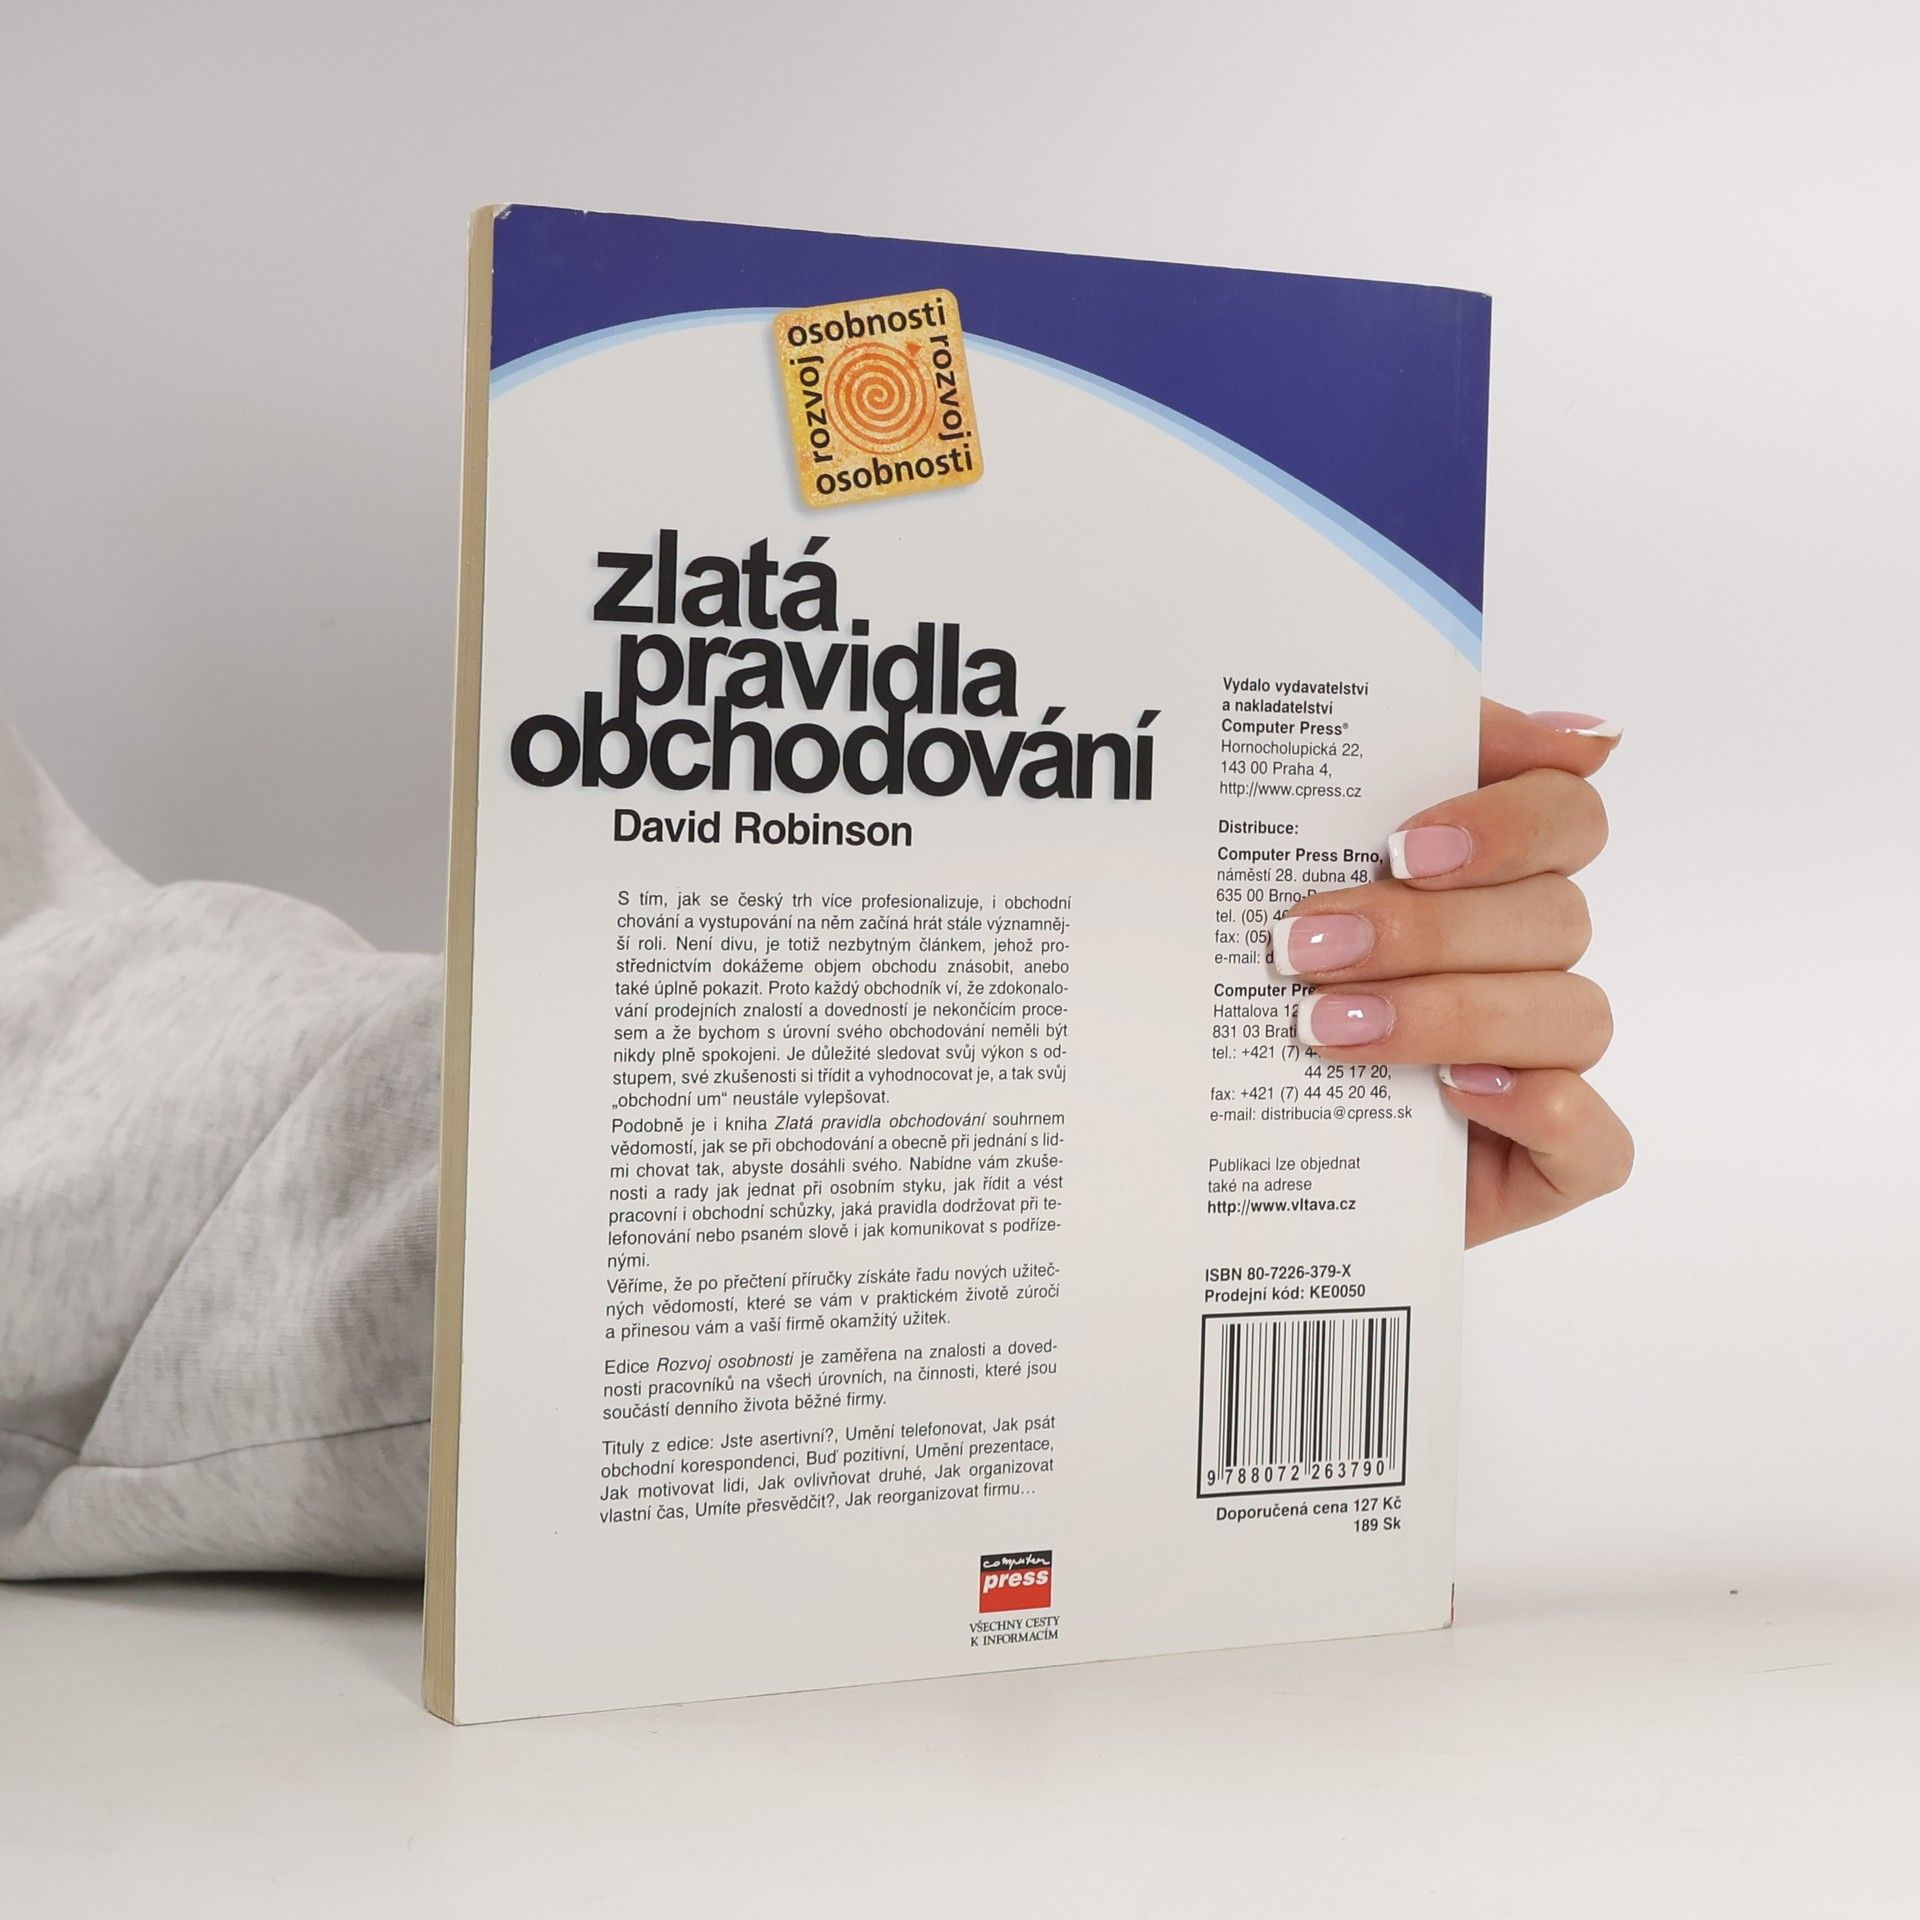 osobnosti
rozvoj
rozvoj
osobnosti
zlatá
pravidla
obchodování
David Robinson
S tím, jak se český trh více profesionalizuje, i obchodní
chování a vystupování na něm začíná hrát stále významněj-
ší roli. Není divu, je totiž nezbytným článkem, jehož pro-
střednictvím dokážeme objem obchodu znásobit, anebo
také úplně pokazit. Proto každý obchodník ví, že zdokonalo-
vání prodejních znalostí a dovedností je nekončícím proce-
sem a že bychom s úrovní svého obchodování neměli být
nikdy plně spokojeni. Je důležité sledovat svůj výkon s od-
stupem, své zkušenosti si třídit a vyhodnocovat je, a tak svůj
„obchodní um“ neustále vylepšovat.
Podobně je i kniha Zlatá pravidla obchodování souhrnem
vědomostí, jak se při obchodování a obecně při jednání s lid-
mi chovat tak, abyste dosáhli svého. Nabídne vám zkuše-
nosti a rady jak jednat při osobním styku, jak řídit a vést
pracovní i obchodní schůzky, jaká pravidla dodržovat při te-
lefonování nebo psaném slově i jak komunikovat s podříze-
nými.
Věříme, že po přečtení příručky získáte řadu nových užiteč-
ných vědomostí, které se vám v praktickém životě zúročí
a přinesou vám a vaší firmě okamžitý užitek.
Edice Rozvoj osobnosti je zaměřena na znalosti a doved-
nosti pracovníků na všech úrovních, na činnosti, které jsou
součástí denního života běžné firmy.
Tituly z edice: Jste asertivní?, Umění telefonovat, Jak psát
obchodní korespondenci, Buď pozitivní, Umění prezentace,
Jak motivovat lidi, Jak ovlivňovat druhé, Jak organizovat
vlastní čas, Umíte přesvědčit?, Jak reorganizovat firmu...
computer
press
VŠECHNY CESTY
K INFORMACÍM
Vydalo vydavatelství
a nakladatelství
Computer Press®
Hornocholupická 22,
143 00 Praha 4,
http://www.cpress.cz
Distribuce:
Computer Press Brno,
náměstí 28. dubna 48,
635 00 Brno-
tel. (05) 4
fax: (05)
e-mail: d
Computer Pre
Hattalova 12
831 03 Brati
tel.: +421 (7) 4
44 25 17 20,
fax: +421 (7) 44 45 20 46,
e-mail: distribucia@cpress.sk
Publikaci lze objednat
také na adrese
http://www.vltava.cz
ISBN 80-7226-379-X
Prodejní kód: KE0050
9 788072 263790
Doporučená cena 127 Kč
189 Sk